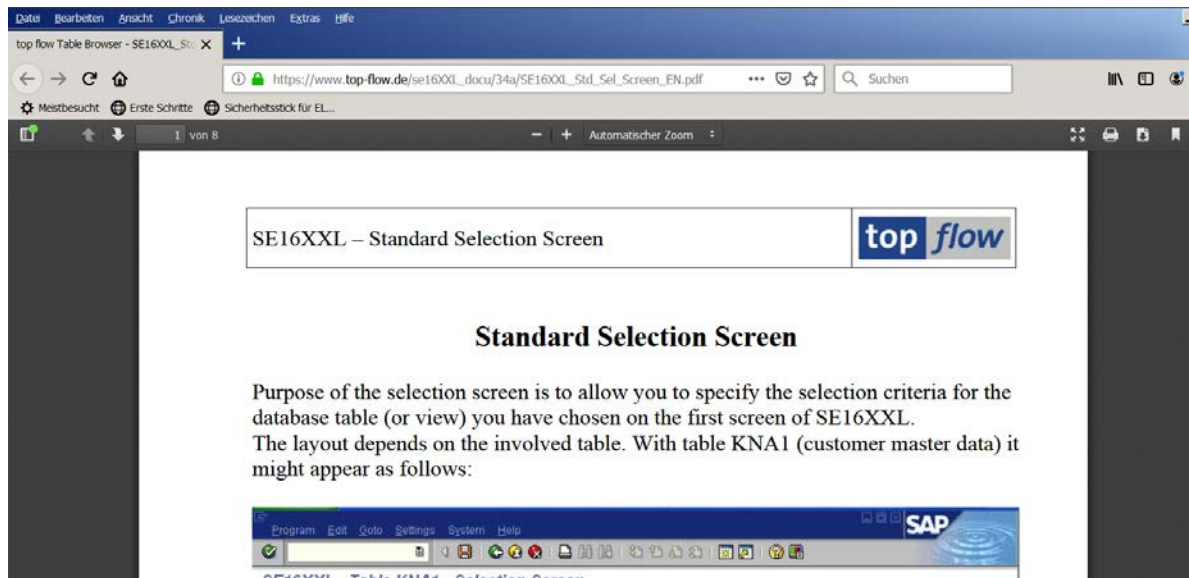 Datei Bearbeiten Ansicht Chronik Lesezeichen Extras Hilfe
top flow Table Browser - SE16XXL_St
https://www.top-flow.de/se16XXL_docu/34a/SE16XXL_Std_Sel_Screen_EN.pdf Suchen
Meistbesucht Erste Schritte Sicherheitsstick für EL...
1 von 8 Automatischer Zoom
SE16XXL – Standard Selection Screen top flow
Standard Selection Screen
Purpose of the selection screen is to allow you to specify the selection criteria for the
database table (or view) you have chosen on the first screen of SE16XXL.
The layout depends on the involved table. With table KNA1 (customer master data) it
might appear as follows:
Program Edit Goto Settings System Help SAP
SE16XXL - Table KNA1 - Selection Screen